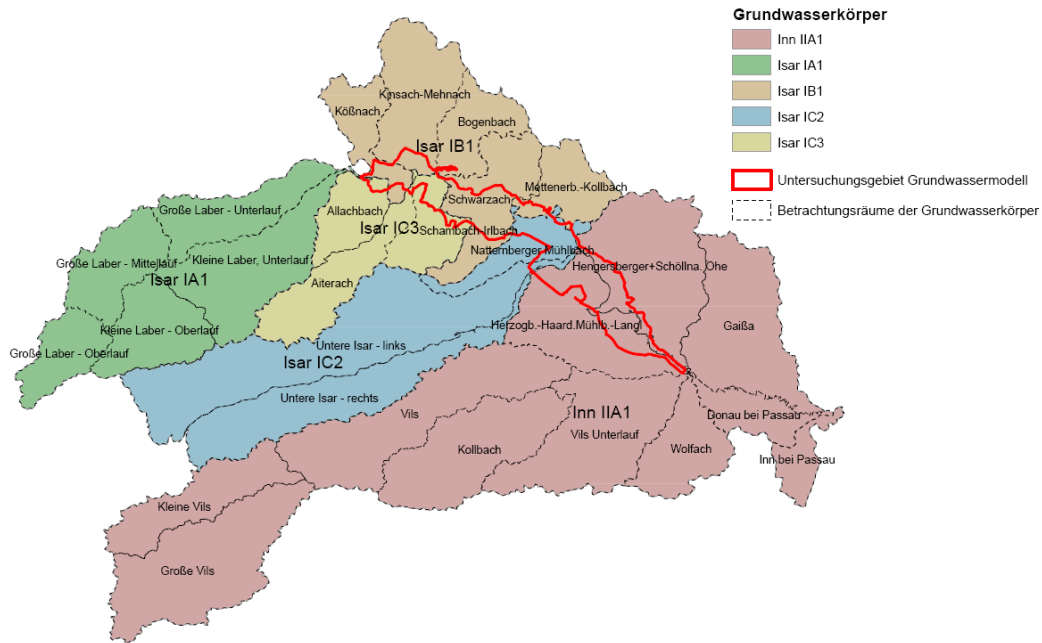 Grundwasserkörper
Inn IIA1
Isar IA1
Isar IB1
Isar IC2
Isar IC3
Untersuchungsgebiet Grundwassermodell
Betrachtungsräume der Grundwasserkörper
Kinsach-Mehnach
Kößnach
Bogenbach
Isar IB1
Mettenerb.-Kollbach
Schwarzach
Große Laber - Unterlauf
Allachbach
Isar IC3
Schambach Irlbach
Natternberger Mühlbach
Große Laber - Mittellauf
Kleine Laber, Unterlauf
Isar IA1
Aiterach
Hengersberger+Schöllna. Ohe
Kleine Laber - Oberlauf
Herzogb.-Haard.Mühlb.-Langl
Gaißa
Große Laber - Oberlauf
Untere Isar - links
Isar IC2
Untere Isar - rechts
Vils
Inn IIA1
Donau bei Passau
Vils Unterlauf
Kollbach
Wolfach
Inn bei Passau
Kleine Vils
Große Vils